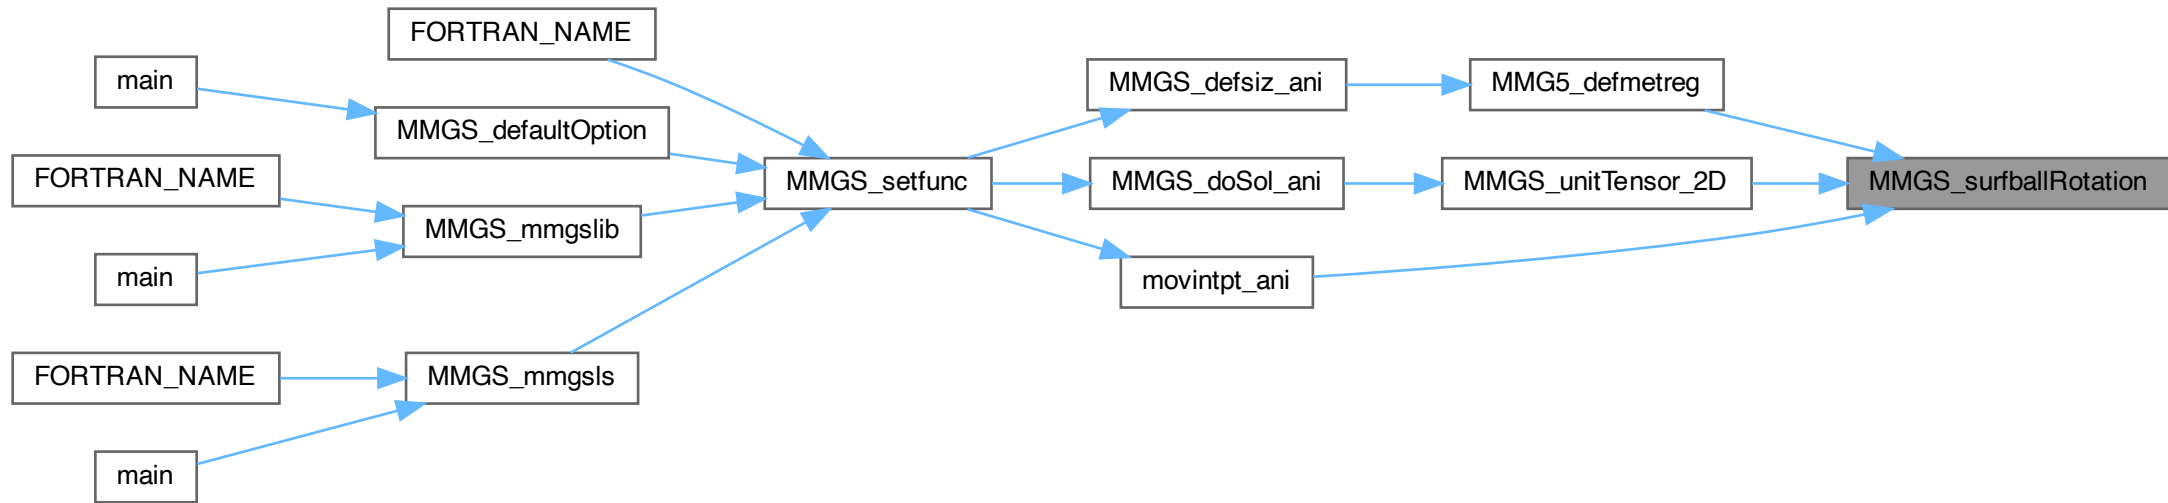 FORTRAN_NAME
main
MMGS_defaultOption
FORTRAN_NAME
MMGS_mmgslib
main
FORTRAN_NAME
MMGS_mmgsls
main
MMGS_setfunc
MMGS_defsiz_ani
MMG5_defmetreg
MMGS_doSol_ani
MMGS_unitTensor_2D
MMGS_surfballRotation
movintpt_ani